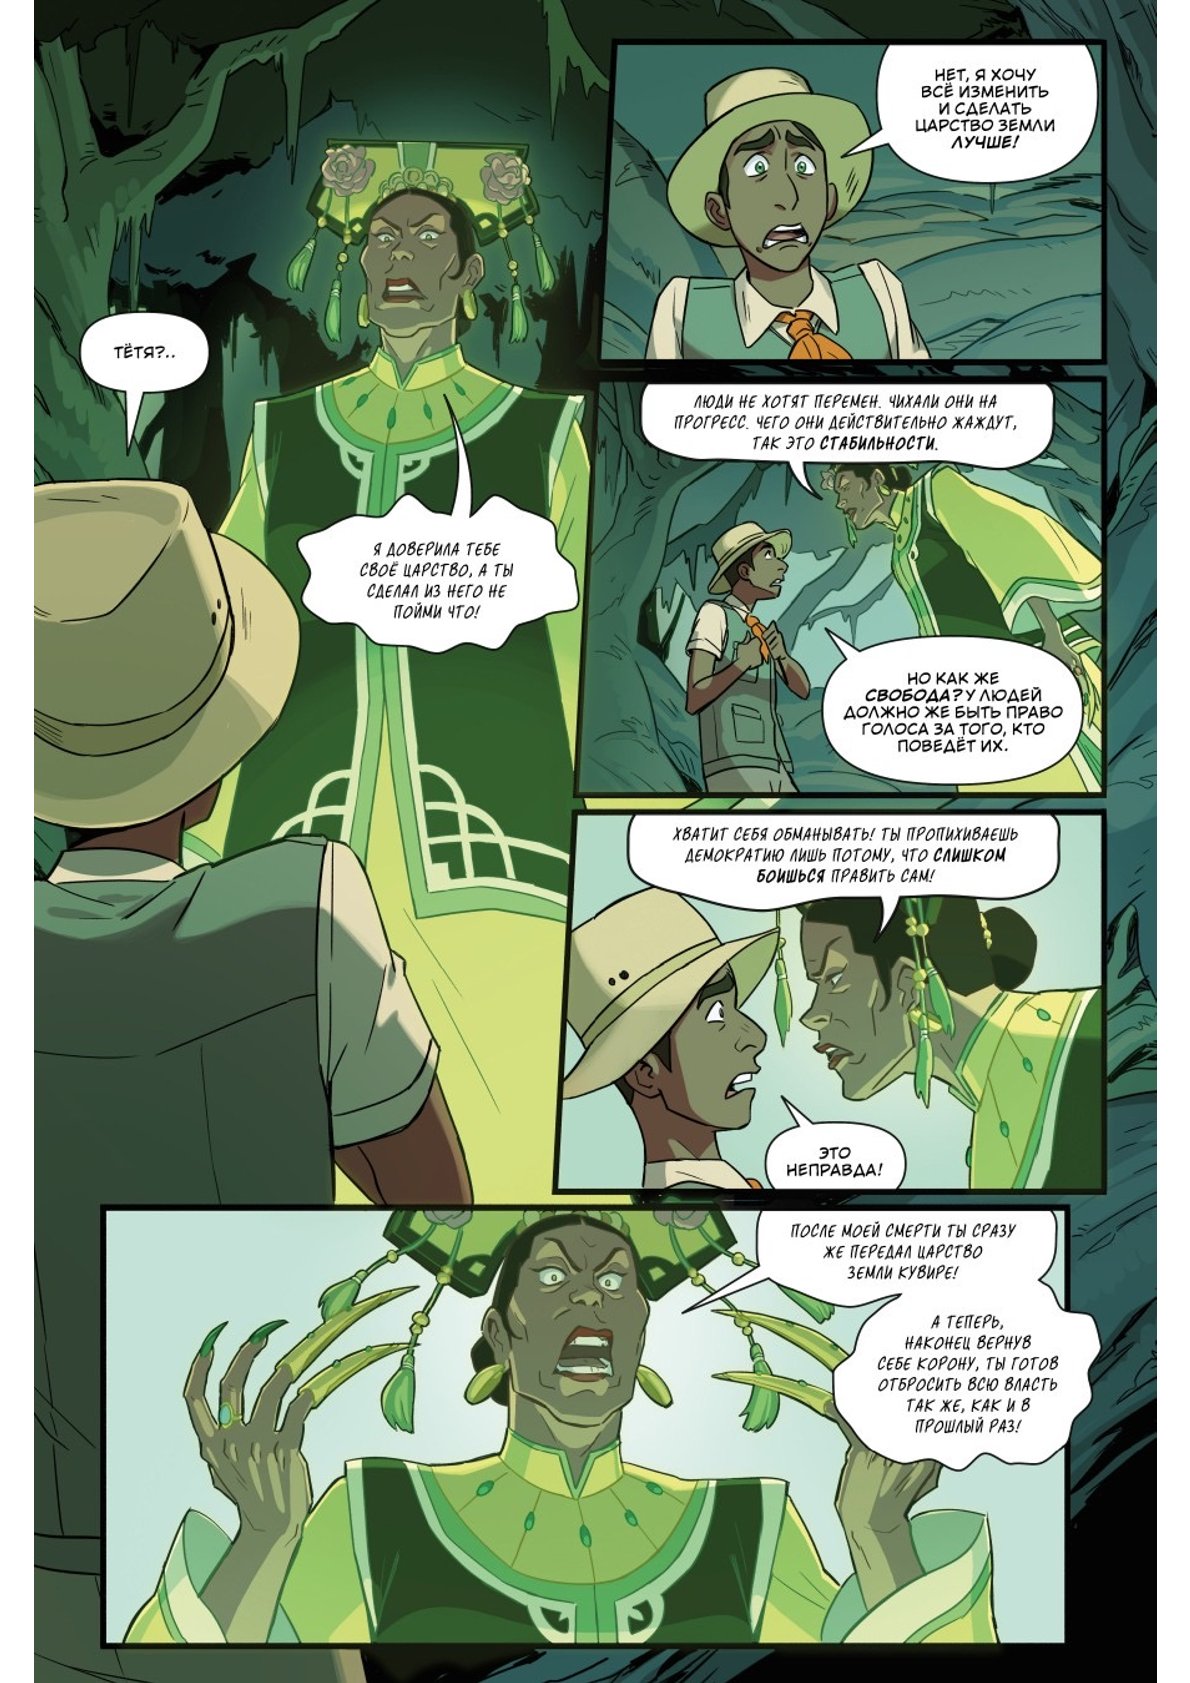 ТЁТЯ?..
Я ДОВЕРИЛА ТЕБЕ
СВОЁ ЦАРСТВО, А ТЫ
СДЕЛАЛ ИЗ НЕГО НЕ
ПОЙМИ ЧТО!
НЕТ, Я ХОЧУ
ВСЁ ИЗМЕНИТЬ
И СДЕЛАТЬ
ЦАРСТВО ЗЕМЛИ
ЛУЧШЕ!
ЛЮДИ НЕ ХОТЯТ ПЕРЕМЕН. ЧИХАЛИ ОНИ НА
ПРОГРЕСС. ЧЕГО ОНИ ДЕЙСТВИТЕЛЬНО ЖАЖДУТ,
ТАК ЭТО СТАБИЛЬНОСТИ.
НО КАК ЖЕ
СВОБОДА? У ЛЮДЕЙ
ДОЛЖНО ЖЕ БЫТЬ ПРАВО
ГОЛОСА ЗА ТОГО, КТО
ПОВЕДЁТ ИХ.
ХВАТИТ СЕБЯ ОБМАНЫВАТЬ! ТЫ ПРОПИХИВАЕШЬ
ДЕМОКРАТИЮ ЛИШЬ ПОТОМУ, ЧТО СЛИШКОМ
БОИШЬСЯ ПРАВИТЬ САМ!
ЭТО
НЕПРАВДА!
ПОСЛЕ МОЕЙ СМЕРТИ ТЫ СРАЗУ
ЖЕ ПЕРЕДАЛ ЦАРСТВО
ЗЕМЛИ КУВИРЕ!
А ТЕПЕРЬ,
НАКОНЕЦ ВЕРНУВ
СЕБЕ КОРОНУ, ТЫ ГОТОВ
ОТБРОСИТЬ ВСЮ ВЛАСТЬ
ТАК ЖЕ, КАК И В
ПРОШЛЫЙ РАЗ!